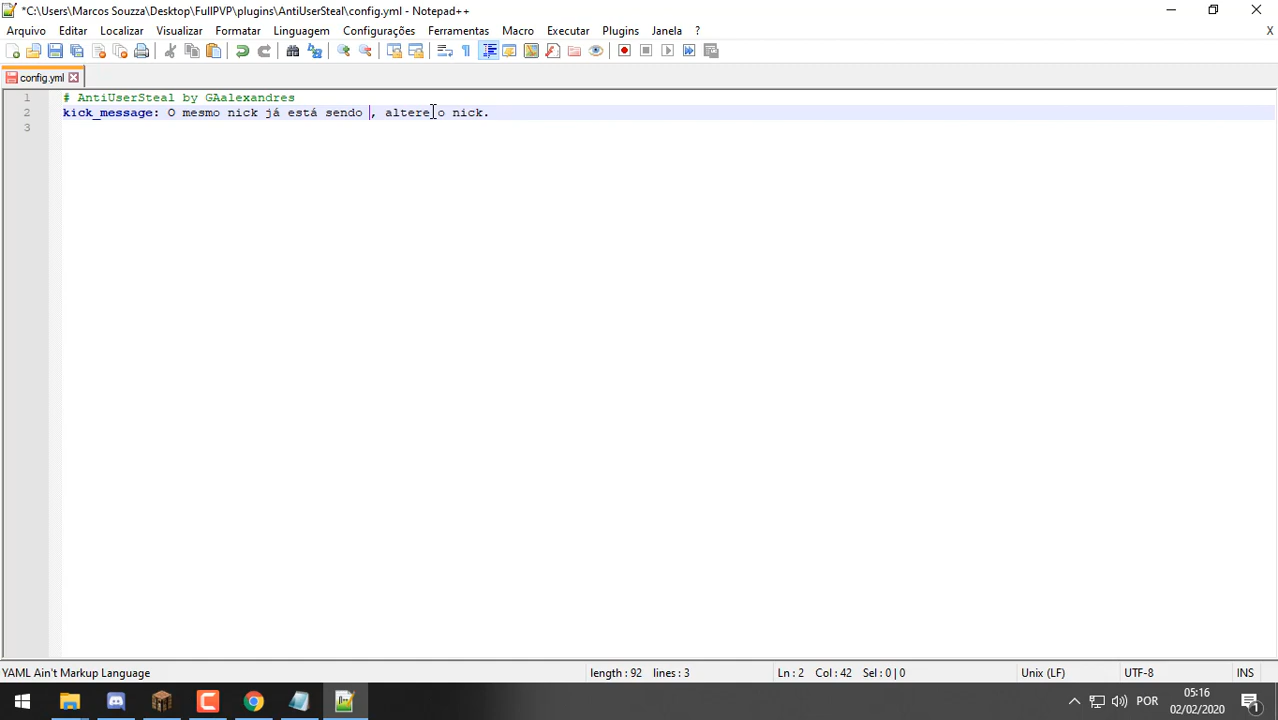 *C:\Users\Marcos Souzza\Desktop\FullPVP\plugins\AntiUserSteal\config.yml - Notepad++
Arquivo Editar Localizar Visualizar Formatar Linguagem Configurações Ferramentas Macro Executar Plugins Janela ? X
config.yml
1 # AntiUserSteal by GAalexandres
2 kick_message: O mesmo nick já está sendo , altere o nick.
3
YAML Ain't Markup Language length : 92 lines : 3 Ln : 2 Col : 42 Sel : 0 | 0 Unix (LF) UTF-8 INS
POR 05:16
02/02/2020 1